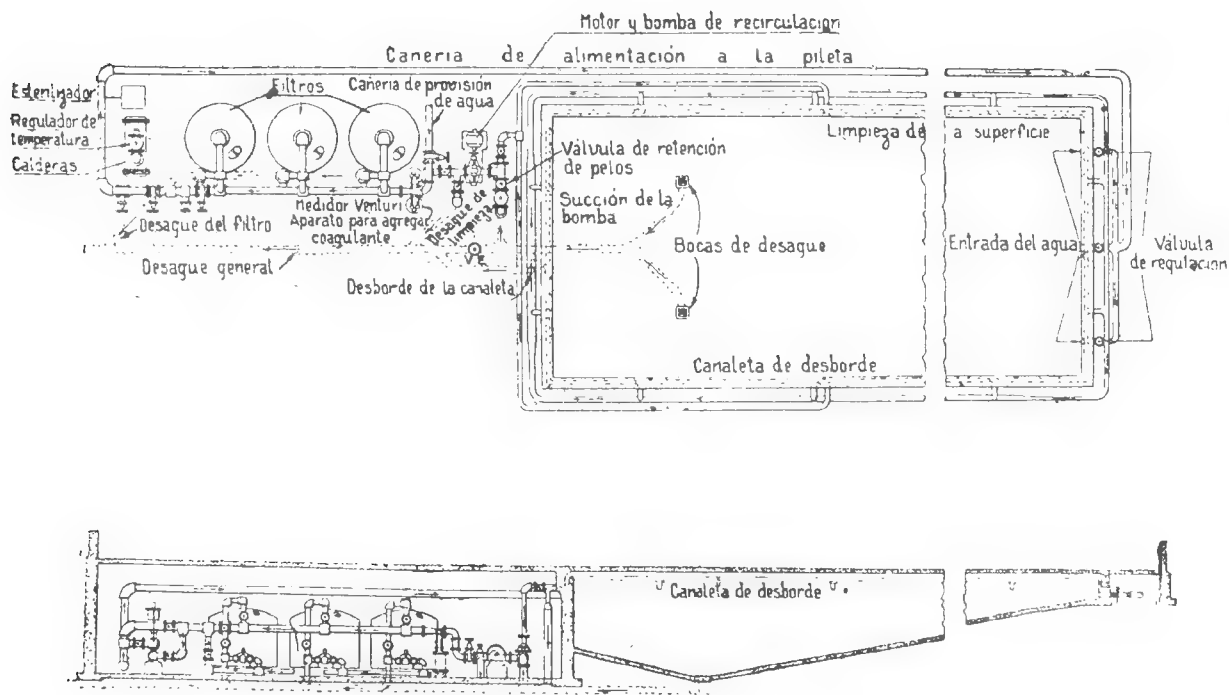 Motor y bomba de recirculacion
Cañeria de alimentación a la pileta
Esterilizador
Filtros
Cañeria de provisión
de agua
Regulador de
temperatura
Calderas
Limpieza de la superficie
Válvula de retención
de pelos
Succión de la
bomba
Medidor Venturi
Aparato para agregar
coagulante
Desague de
limpieza
Desague del filtro
Desague general
Bocas de desague
Entrada del agua
Válvula
de regulacion
Desborde de la canaleta
Canaleta de desborde
Canaleta de desborde